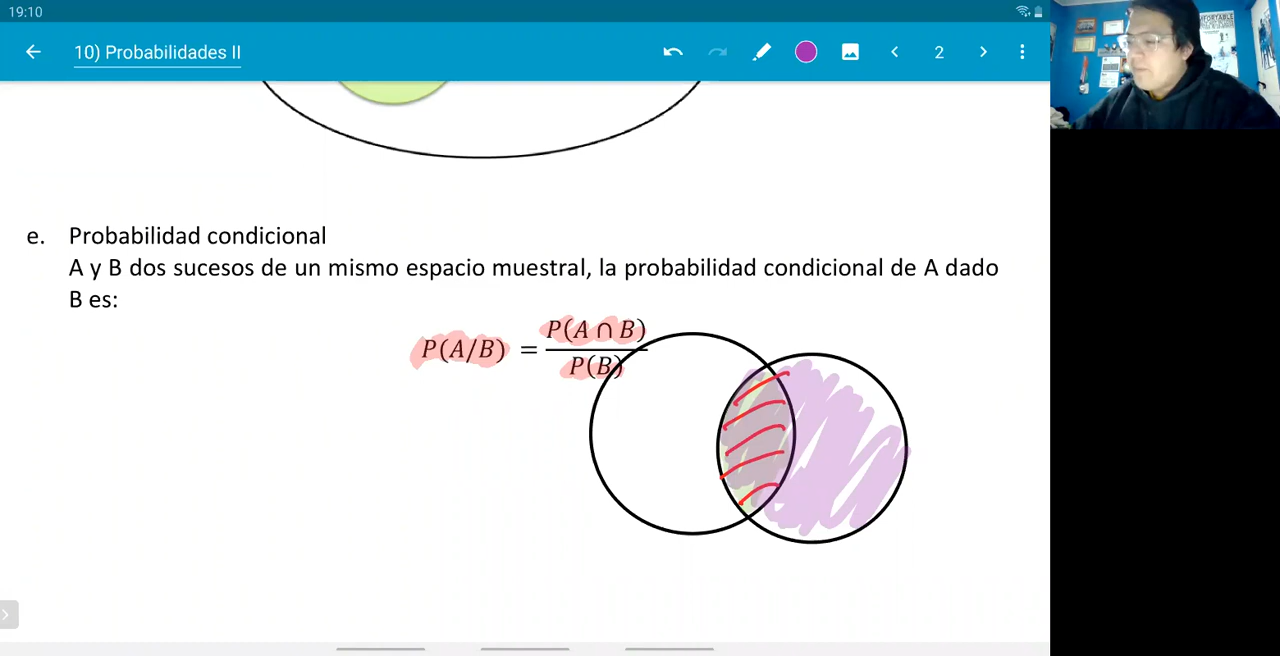 19:10
10) Probabilidades II
2
e. Probabilidad condicional
A y B dos sucesos de un mismo espacio muestral, la probabilidad condicional de A dado
B es:
P(A/B) = P(A ∩ B) / P(B)